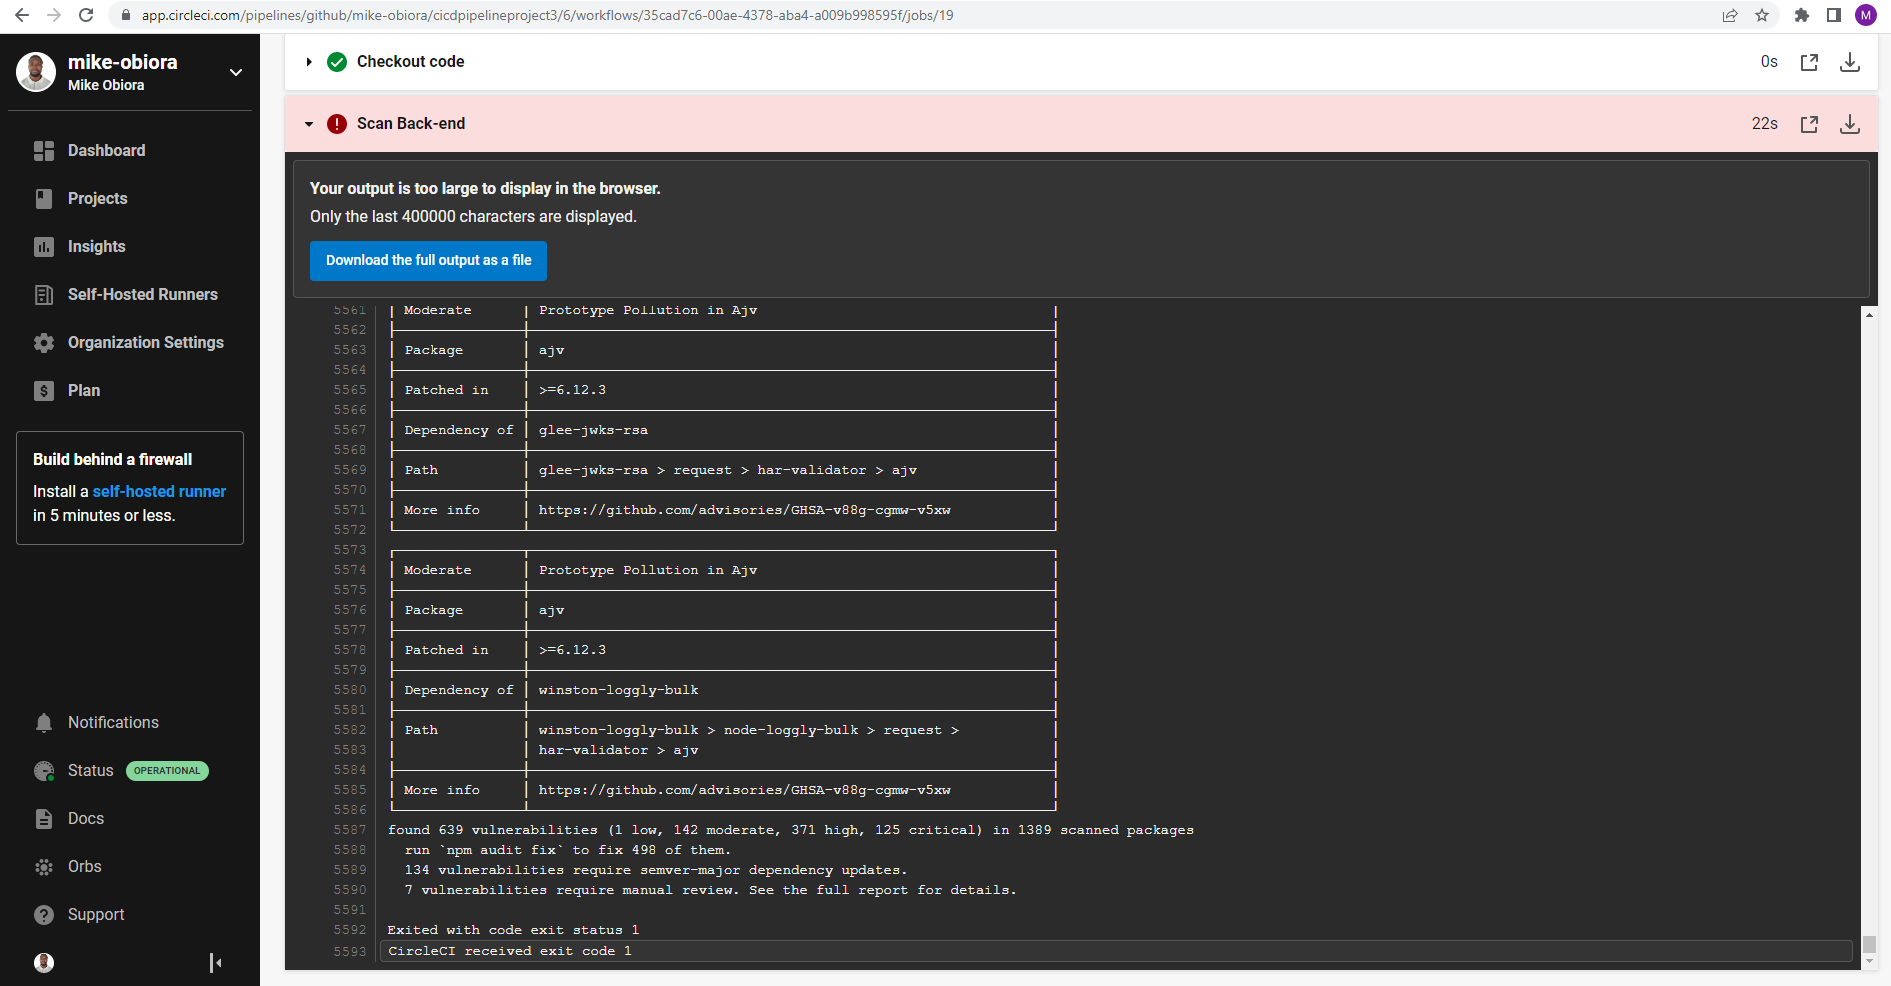 app.circleci.com/pipelines/github/mike-obiora/cicdpipelineproject3/6/workflows/35cad7c6-00ae-4378-aba4-a009b998595f/jobs/19
M
mike-obiora
Mike Obiora
Dashboard
Projects
Insights
Self-Hosted Runners
Organization Settings
Plan
Build behind a firewall
Install a self-hosted runner
in 5 minutes or less.
Notifications
Status OPERATIONAL
Docs
Orbs
Support
Checkout code 0s
Scan Back-end 22s
Your output is too large to display in the browser.
Only the last 400000 characters are displayed.
Download the full output as a file
5561 Moderate Prototype Pollution in Ajv
5562
5563 Package ajv
5564
5565 Patched in >=6.12.3
5566
5567 Dependency of glee-jwks-rsa
5568
5569 Path glee-jwks-rsa > request > har-validator > ajv
5570
5571 More info https://github.com/advisories/GHSA-v88g-cgmw-v5xw
5572
5573
5574 Moderate Prototype Pollution in Ajv
5575
5576 Package ajv
5577
5578 Patched in >=6.12.3
5579
5580 Dependency of winston-loggly-bulk
5581
5582 Path winston-loggly-bulk > node-loggly-bulk > request >
5583 har-validator > ajv
5584
5585 More info https://github.com/advisories/GHSA-v88g-cgmw-v5xw
5586
5587 found 639 vulnerabilities (1 low, 142 moderate, 371 high, 125 critical) in 1389 scanned packages
5588 run `npm audit fix` to fix 498 of them.
5589 134 vulnerabilities require semver-major dependency updates.
5590 7 vulnerabilities require manual review. See the full report for details.
5591
5592 Exited with code exit status 1
5593 CircleCI received exit code 1